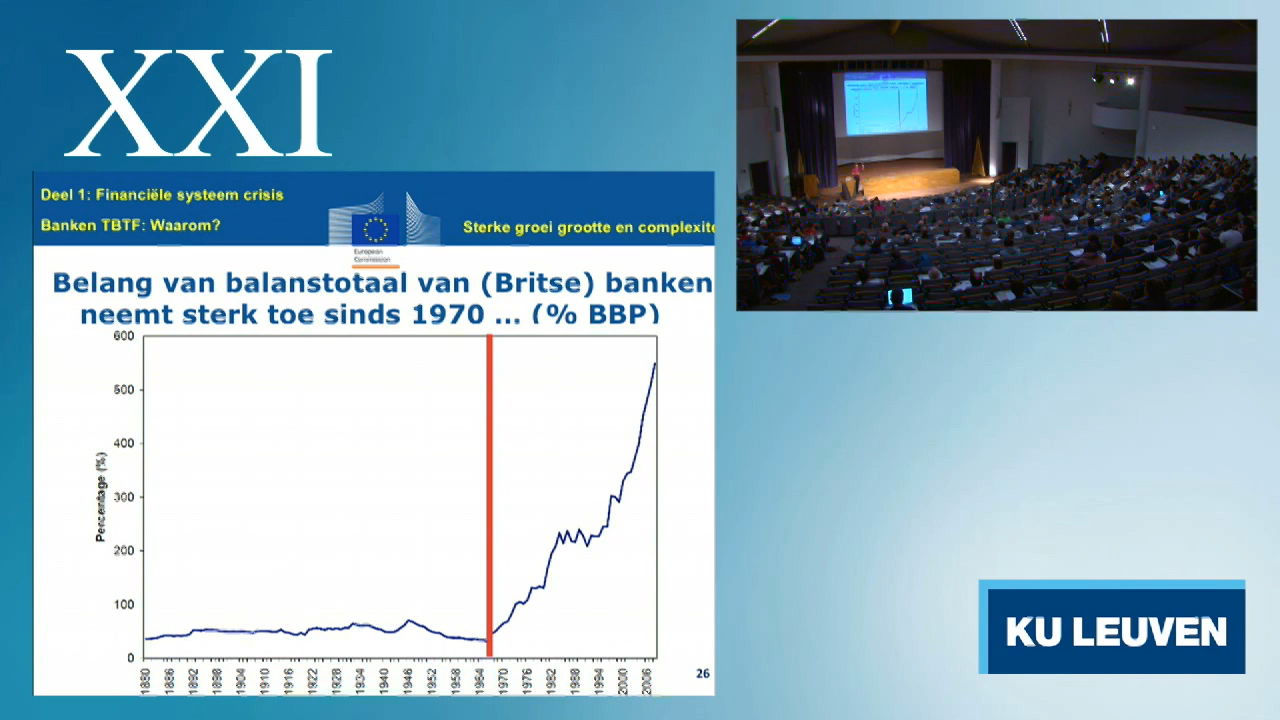 XXI
Deel 1: Financiële systeem crisis
Banken TBTF: Waarom?
Sterke groei grootte en complexite
European
Commission
Belang van balanstotaal van (Britse) banken
neemt sterk toe sinds 1970 ... (% BBP)
Percentage (%)
600
500
400
300
200
100
0
1880 1886 1892 1898 1904 1910 1916 1922 1928 1934 1940 1946 1952 1958 1964 1970 1976 1982 1988 1994 2000 2006
26
KU LEUVEN